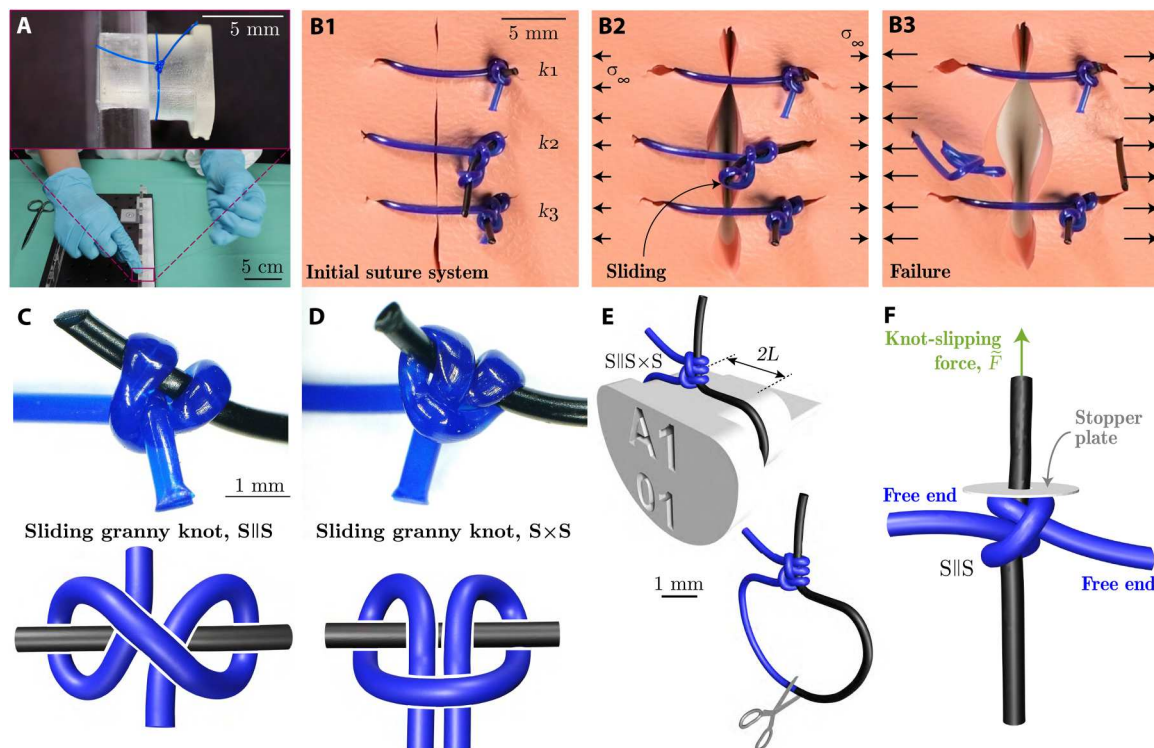 A
5 mm
5 cm
B1
5 mm
k1
k2
k3
Initial suture system
B2
σ∞
σ∞
Sliding
B3
Failure
C
1 mm
Sliding granny knot, S||S
D
Sliding granny knot, S×S
E
S||S×S
2L
A1
01
1 mm
F
Knot-slipping
force, F̃
Stopper
plate
Free end
S||S
Free end